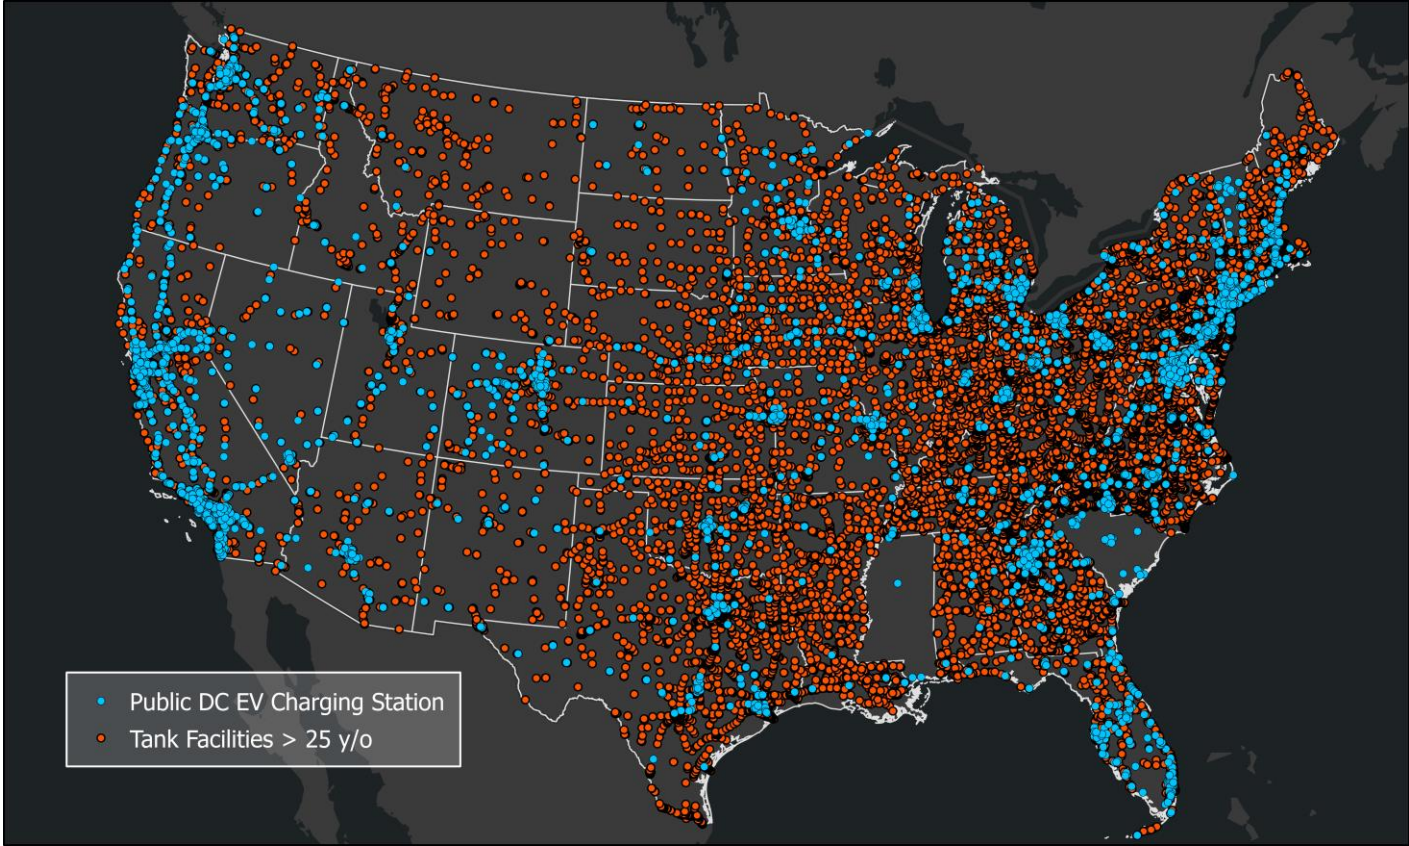 Public DC EV Charging Station
Tank Facilities > 25 y/o